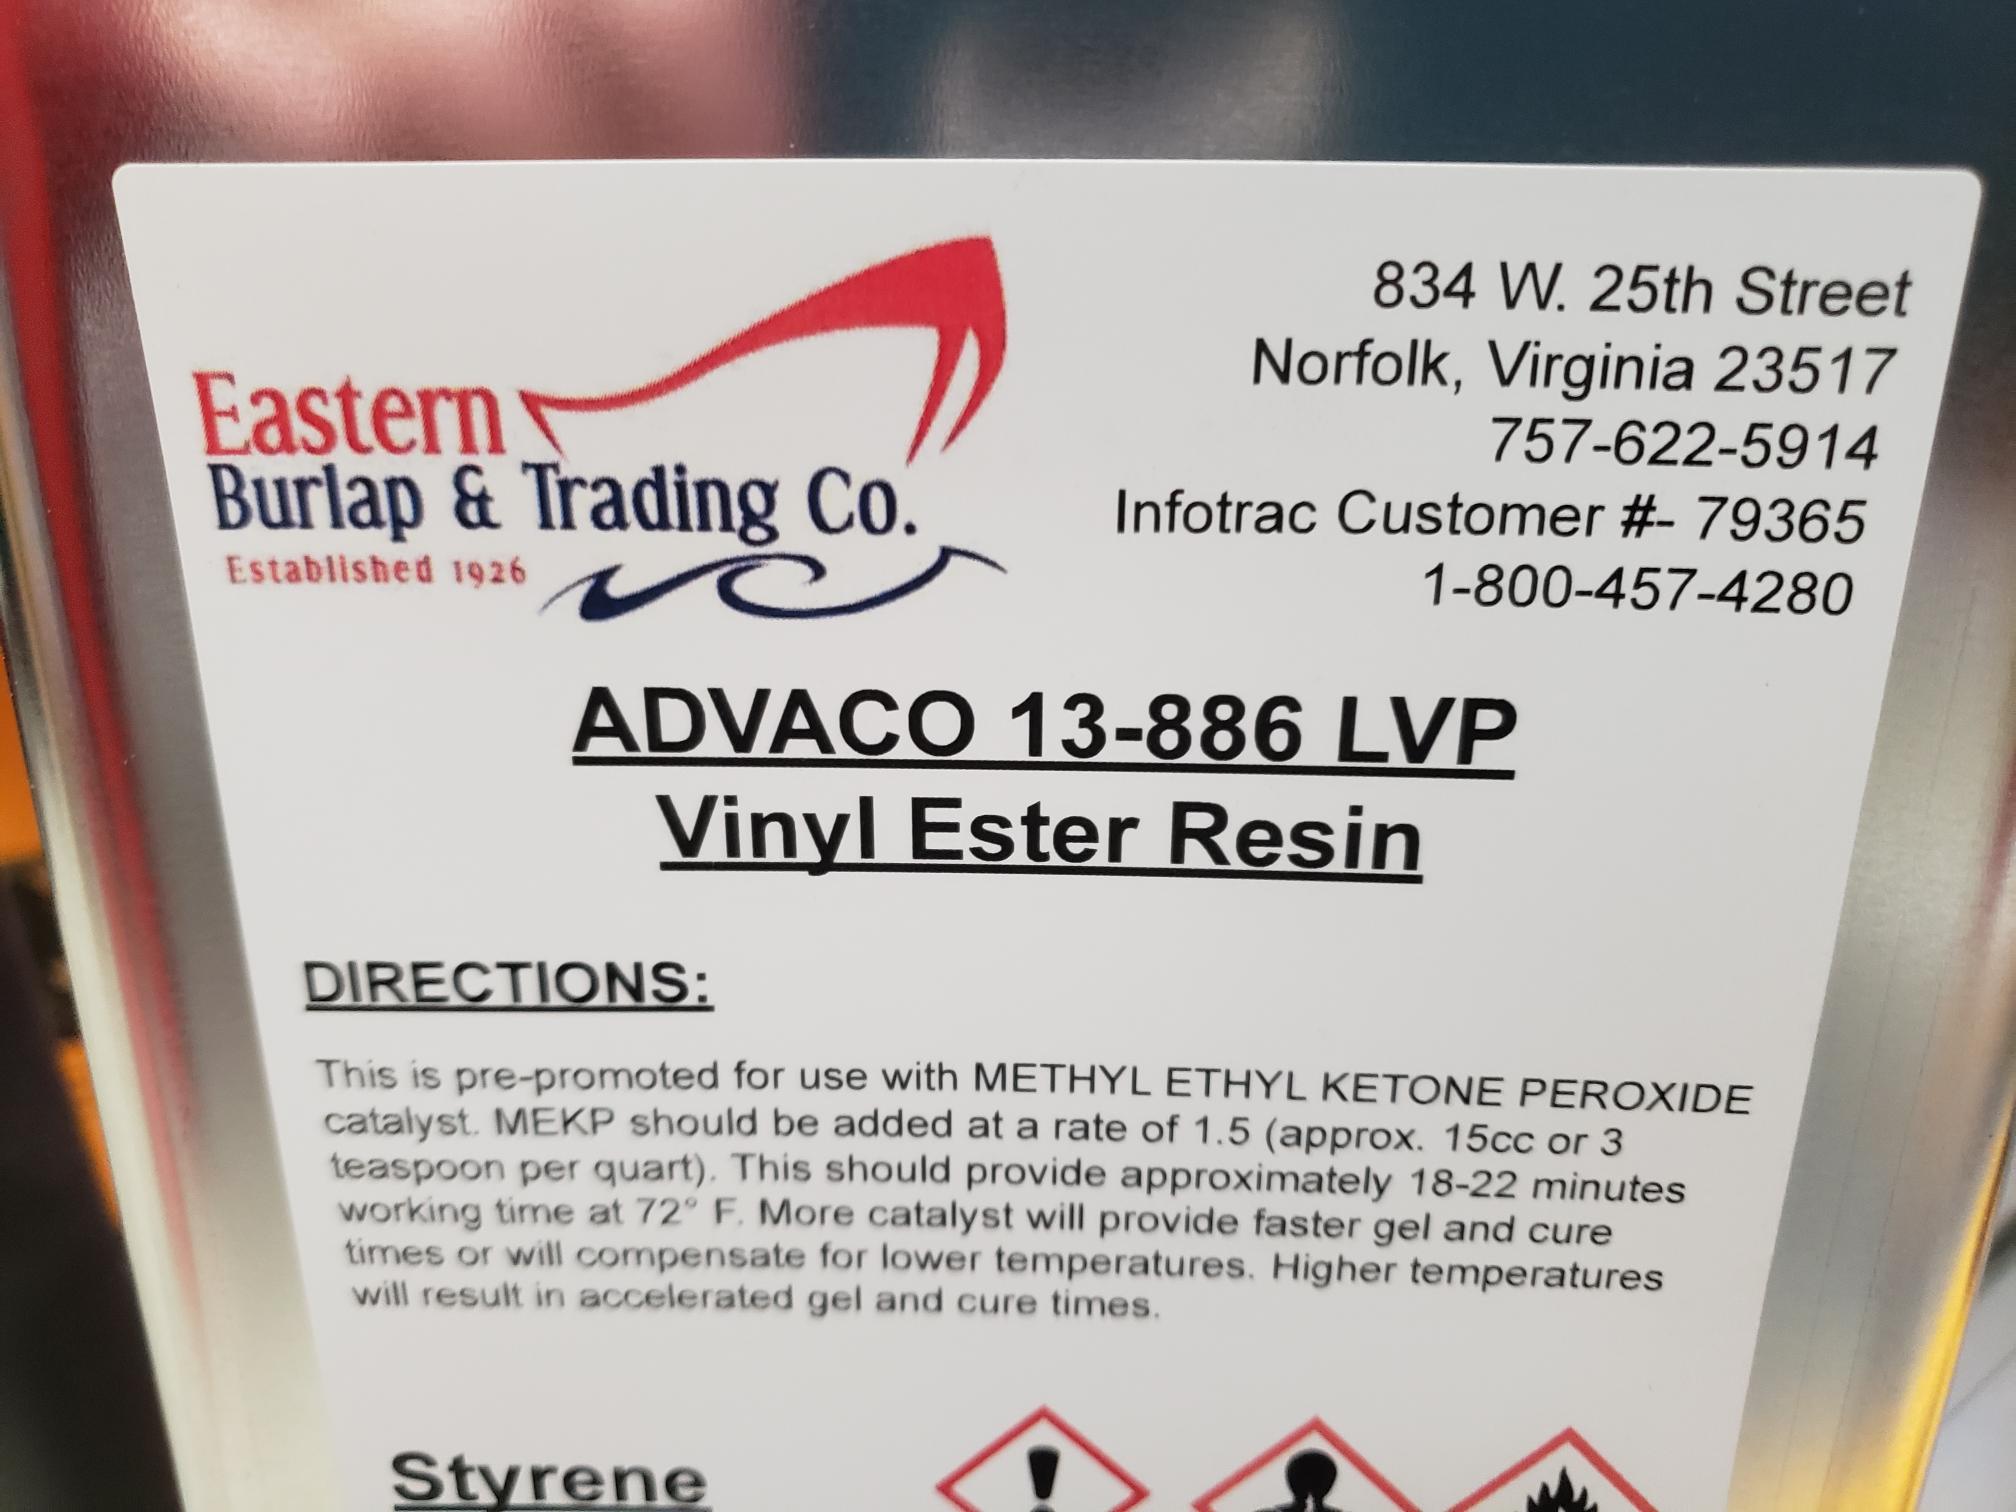 Eastern
Burlap & Trading Co.
Established 1926
834 W. 25th Street
Norfolk, Virginia 23517
757-622-5914
Infotrac Customer #- 79365
1-800-457-4280
ADVACO 13-886 LVP
Vinyl Ester Resin
DIRECTIONS:
This is pre-promoted for use with METHYL ETHYL KETONE PEROXIDE
catalyst. MEKP should be added at a rate of 1.5 (approx. 15cc or 3
teaspoon per quart). This should provide approximately 18-22 minutes
working time at 72° F. More catalyst will provide faster gel and cure
times or will compensate for lower temperatures. Higher temperatures
will result in accelerated gel and cure times.
Styrene